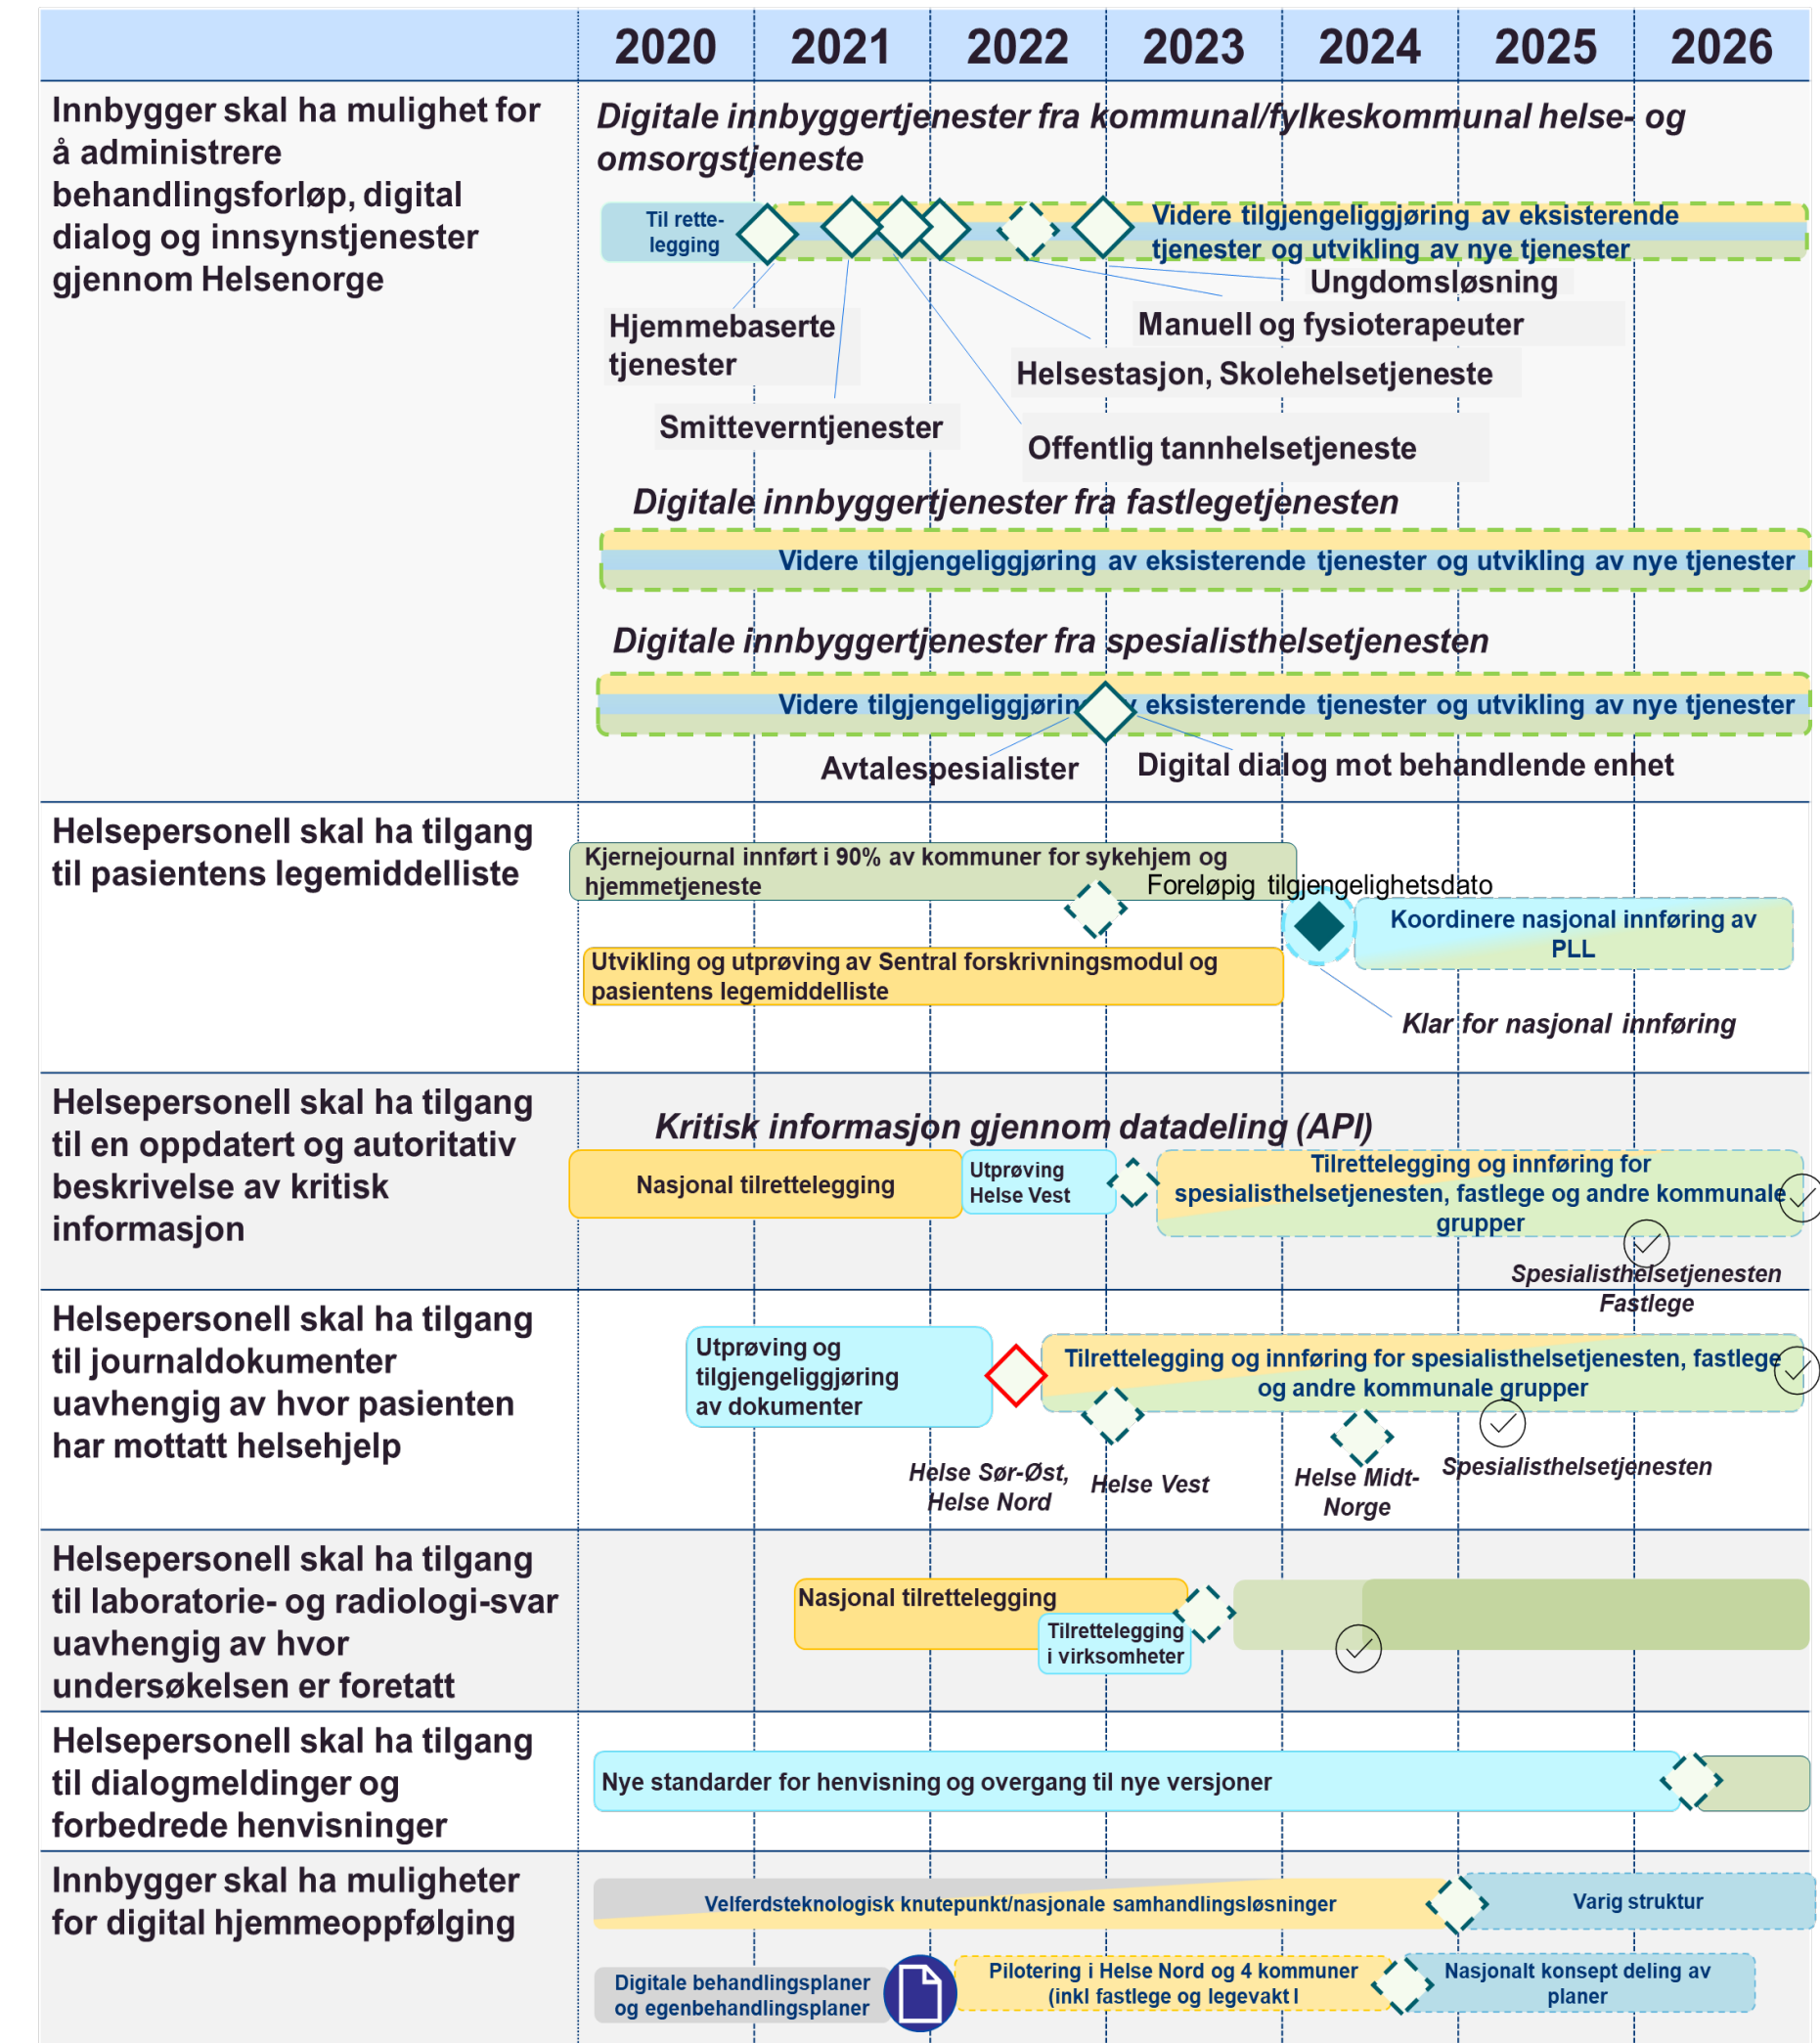 2020 2021 2022 2023 2024 2025 2026
Innbygger skal ha mulighet for
å administrere
behandlingsforløp, digital
dialog og innsynstjenester
gjennom Helsenorge
Digitale innbyggertjenester fra kommunal/fylkeskommunal helse- og
omsorgstjeneste
Til rette-
legging
Videre tilgjengeliggjøring av eksisterende
tjenester og utvikling av nye tjenester
Ungdomsløsning
Hjemmebaserte
tjenester
Manuell og fysioterapeuter
Helsestasjon, Skolehelsetjeneste
Smitteverntjenester
Offentlig tannhelsetjeneste
Digitale innbyggertjenester fra fastlegetjenesten
Videre tilgjengeliggjøring av eksisterende tjenester og utvikling av nye tjenester
Digitale innbyggertjenester fra spesialisthelsetjenesten
Videre tilgjengeliggjøring av eksisterende tjenester og utvikling av nye tjenester
Avtalespesialister
Digital dialog mot behandlende enhet
Helsepersonell skal ha tilgang
til pasientens legemiddelliste
Kjernejournal innført i 90% av kommuner for sykehjem og
hjemmetjeneste
Foreløpig tilgjengelighetsdato
Koordinere nasjonal innføring av
PLL
Utvikling og utprøving av Sentral forskrivningsmodul og
pasientens legemiddelliste
Klar for nasjonal innføring
Helsepersonell skal ha tilgang
til en oppdatert og autoritativ
beskrivelse av kritisk
informasjon
Kritisk informasjon gjennom datadeling (API)
Nasjonal tilrettelegging
Utprøving
Helse Vest
Tilrettelegging og innføring for
spesialisthelsetjenesten, fastlege og andre kommunale
grupper
Spesialisthelsetjenesten
Fastlege
Helsepersonell skal ha tilgang
til journaldokumenter
uavhengig av hvor pasienten
har mottatt helsehjelp
Utprøving og
tilgjengeliggjøring
av dokumenter
Tilrettelegging og innføring for spesialisthelsetjenesten, fastlege
og andre kommunale grupper
Helse Sør-Øst,
Helse Nord
Helse Vest
Helse Midt-
Norge
Spesialisthelsetjenesten
Helsepersonell skal ha tilgang
til laboratorie- og radiologi-svar
uavhengig av hvor
undersøkelsen er foretatt
Nasjonal tilrettelegging
Tilrettelegging
i virksomheter
Helsepersonell skal ha tilgang
til dialogmeldinger og
forbedrede henvisninger
Nye standarder for henvisning og overgang til nye versjoner
Innbygger skal ha muligheter
for digital hjemmeoppfølging
Velferdsteknologisk knutepunkt/nasjonale samhandlingsløsninger
Varig struktur
Digitale behandlingsplaner
og egenbehandlingsplaner
Pilotering i Helse Nord og 4 kommuner
(inkl fastlege og legevakt l
Nasjonalt konsept deling av
planer